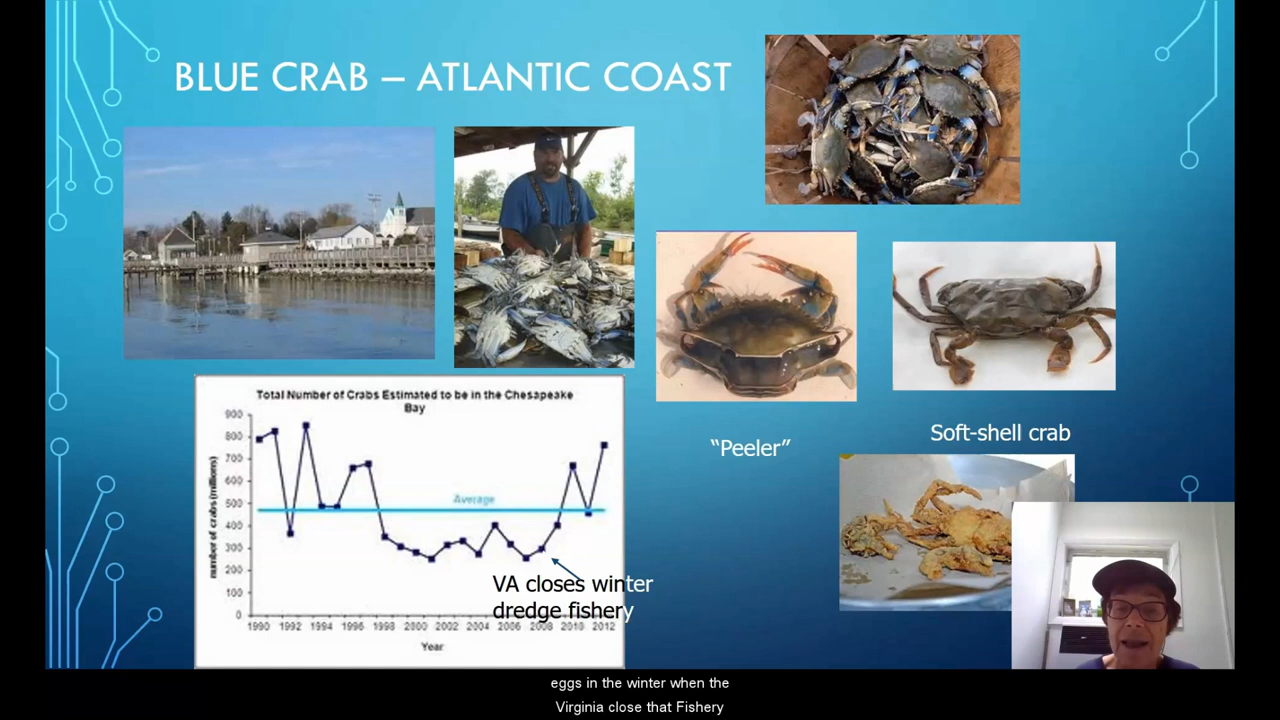 BLUE CRAB – ATLANTIC COAST
Total Number of Crabs Estimated to be in the Chesapeake
Bay
900
800
700
600
500
400
300
200
100
0
number of crabs (millions)
Average
1990 1992 1994 1996 1998 2000 2002 2004 2006 2008 2010 2012
Year
VA closes winter
dredge fishery
“Peeler”
Soft-shell crab
eggs in the winter when the
Virginia close that Fishery